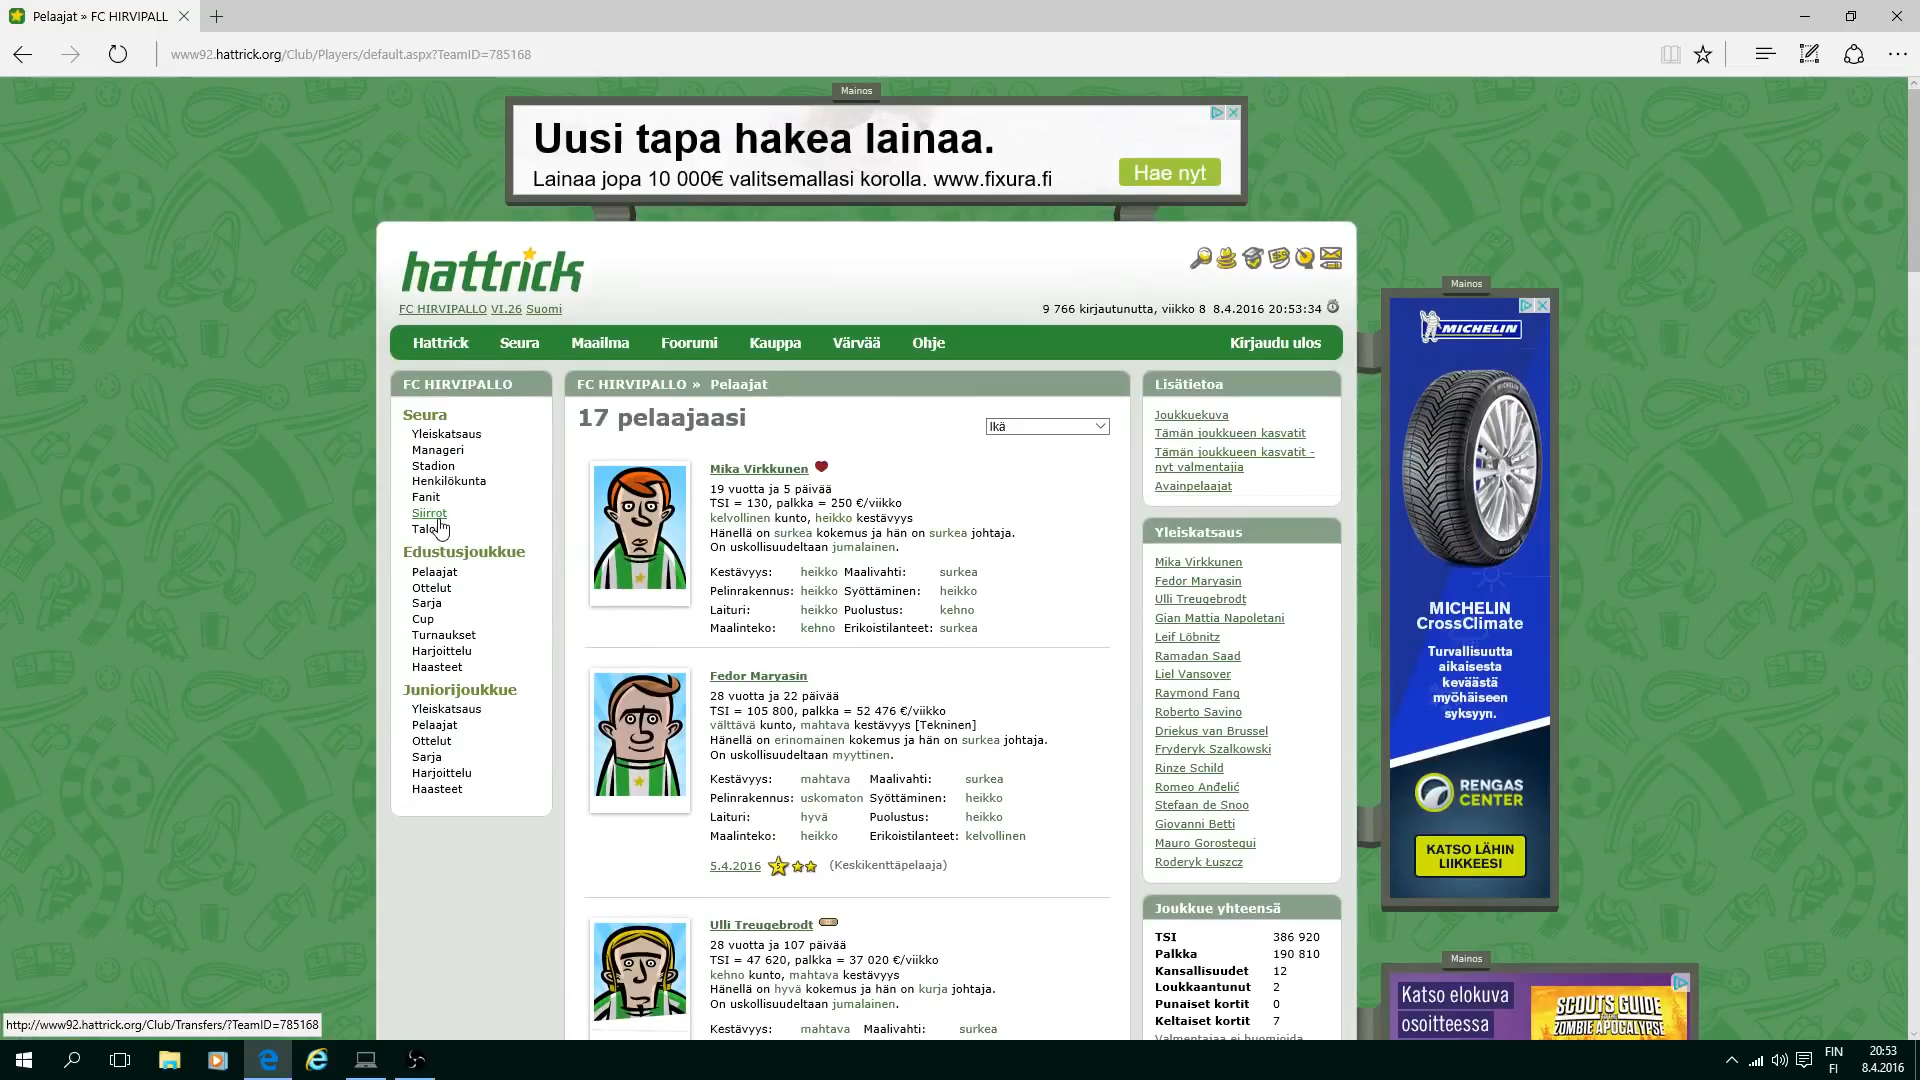 Pelaajat » FC HIRVIPALL
www92.hattrick.org/Club/Players/default.aspx?TeamID=785168
Mainos
Uusi tapa hakea lainaa.
Lainaa jopa 10 000€ valitsemallasi korolla. www.fixura.fi
Hae nyt
hattrick
FC HIRVIPALLO VI.26 Suomi
9 766 kirjautunutta, viikko 8 8.4.2016 20:53:34
Hattrick Seura Maailma Foorumi Kauppa Värvää Ohje Kirjaudu ulos
FC HIRVIPALLO
Seura
Yleiskatsaus
Manageri
Stadion
Henkilökunta
Fanit
Siirrot
Edustusjoukkue
Pelaajat
Ottelut
Sarja
Cup
Turnaukset
Harjoittelu
Haasteet
Juniorijoukkue
Yleiskatsaus
Pelaajat
Ottelut
Sarja
Harjoittelu
Haasteet
FC HIRVIPALLO » Pelaajat
17 pelaajaasi
Ikä
Mika Virkkunen
19 vuotta ja 5 päivää
TSI = 130, palkka = 250 €/viikko
kelvollinen kunto, heikko kestävyys
Hänellä on surkea kokemus ja hän on surkea johtaja.
On uskollisuudeltaan jumalainen.
Kestävyys: heikko Maalivahti: surkea
Pelinrakennus: heikko Syöttäminen: heikko
Laituri: heikko Puolustus: kehno
Maalinteko: kehno Erikoistilanteet: surkea
Fedor Maryasin
28 vuotta ja 22 päivää
TSI = 105 800, palkka = 52 476 €/viikko
välttävä kunto, mahtava kestävyys [Tekninen]
Hänellä on erinomainen kokemus ja hän on surkea johtaja.
On uskollisuudeltaan myyttinen.
Kestävyys: mahtava Maalivahti: surkea
Pelinrakennus: uskomaton Syöttäminen: heikko
Laituri: hyvä Puolustus: heikko
Maalinteko: heikko Erikoistilanteet: kelvollinen
5.4.2016 5 (Keskikenttäpelaaja)
Ulli Treugebrodt
28 vuotta ja 107 päivää
TSI = 47 620, palkka = 37 020 €/viikko
kehno kunto, mahtava kestävyys
Hänellä on hyvä kokemus ja hän on kurja johtaja.
On uskollisuudeltaan jumalainen.
Kestävyys: mahtava Maalivahti: surkea
Lisätietoa
Joukkuekuva
Tämän joukkueen kasvatit
Tämän joukkueen kasvatit -
nyt valmentajia
Avainpelaajat
Yleiskatsaus
Mika Virkkunen
Fedor Maryasin
Ulli Treugebrodt
Gian Mattia Napoletani
Leif Löbnitz
Ramadan Saad
Liel Vansover
Raymond Fang
Roberto Savino
Driekus van Brussel
Fryderyk Szalkowski
Rinze Schild
Romeo Anđelić
Stefaan de Snoo
Giovanni Betti
Mauro Gorostegui
Roderyk Łuszcz
Joukkue yhteensä
TSI 386 920
Palkka 190 810
Kansallisuudet 12
Loukkaantunut 2
Punaiset kortit 0
Keltaiset kortit 7
Mainos
MICHELIN
MICHELIN
CrossClimate
Turvallisuutta
aikaisesta
keväästä
myöhäiseen
syksyyn.
RENGAS
CENTER
KATSO LÄHIN
LIIKKEESI
Mainos
Katso elokuva
osoitteessa
SCOUTS GUIDE
ZOMBIE APOCALYPSE
http://www92.hattrick.org/Club/Transfers/?TeamID=785168
FIN
FI
20:53
8.4.2016